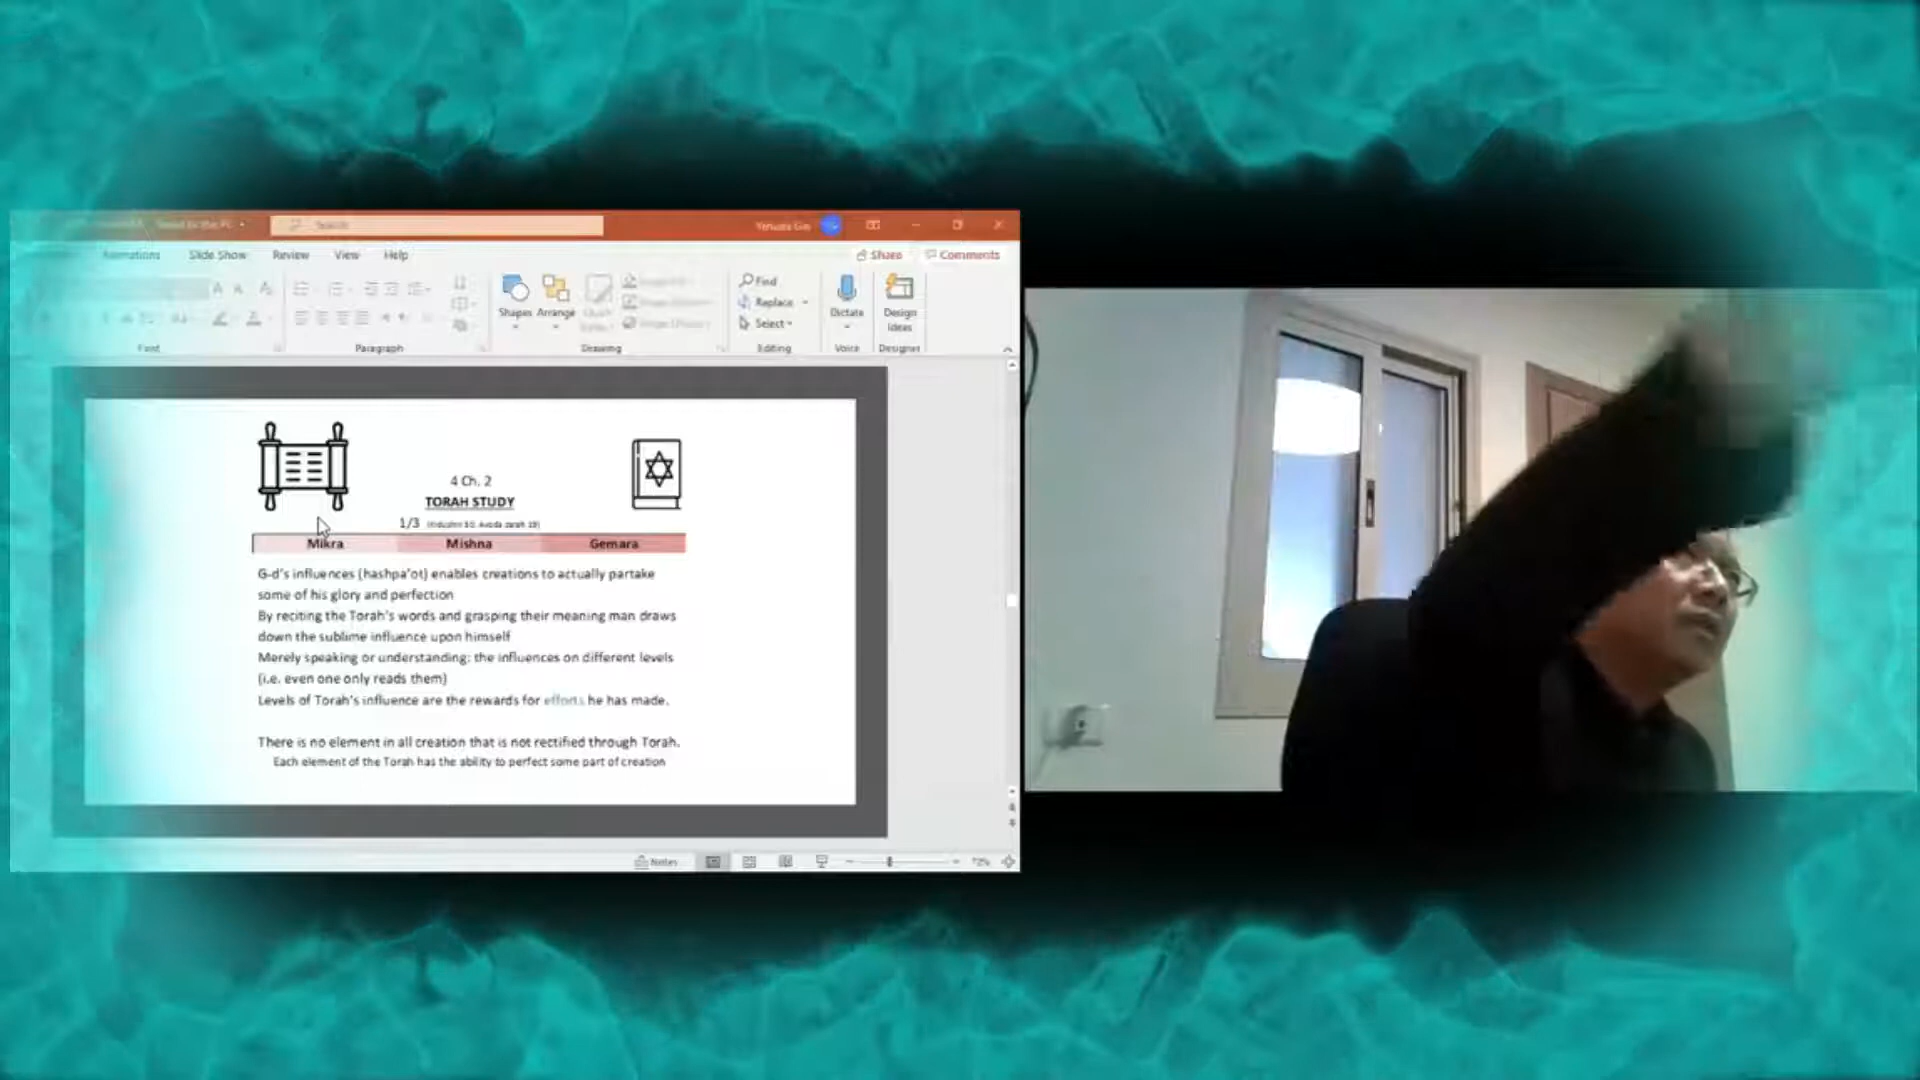 Search
Animations Slide Show Review View Help
Share Comments
Shapes Arrange
Find
Replace
Select
Dictate
Design
Ideas
Font Paragraph Drawing Editing Voice Designer
4 Ch. 2
TORAH STUDY
1/3
Mikra Mishna Gemara
G-d's influences (hashpa'ot) enables creations to actually partake
some of his glory and perfection
By reciting the Torah's words and grasping their meaning man draws
down the sublime influence upon himself
Merely speaking or understanding: the influences on different levels
(i.e. even one only reads them)
Levels of Torah's influence are the rewards for efforts he has made.
There is no element in all creation that is not rectified through Torah.
Each element of the Torah has the ability to perfect some part of creation
Notes
72%